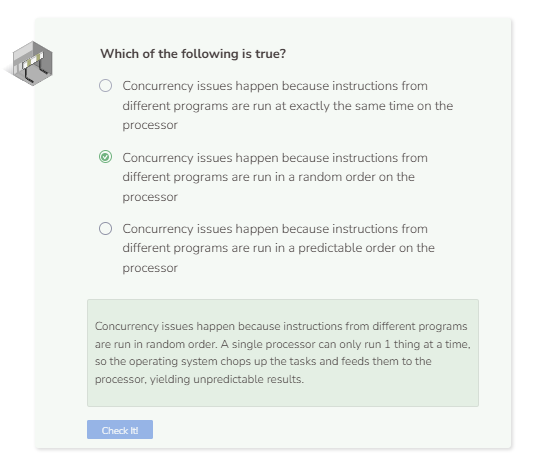 Which of the following is true?
Concurrency issues happen because instructions from
different programs are run at exactly the same time on the
processor
Concurrency issues happen because instructions from
different programs are run in a random order on the
processor
Concurrency issues happen because instructions from
different programs are run in a predictable order on the
processor
Concurrency issues happen because instructions from different programs
are run in random order. A single processor can only run 1 thing at a time,
so the operating system chops up the tasks and feeds them to the
processor, yielding unpredictable results.
Check It!